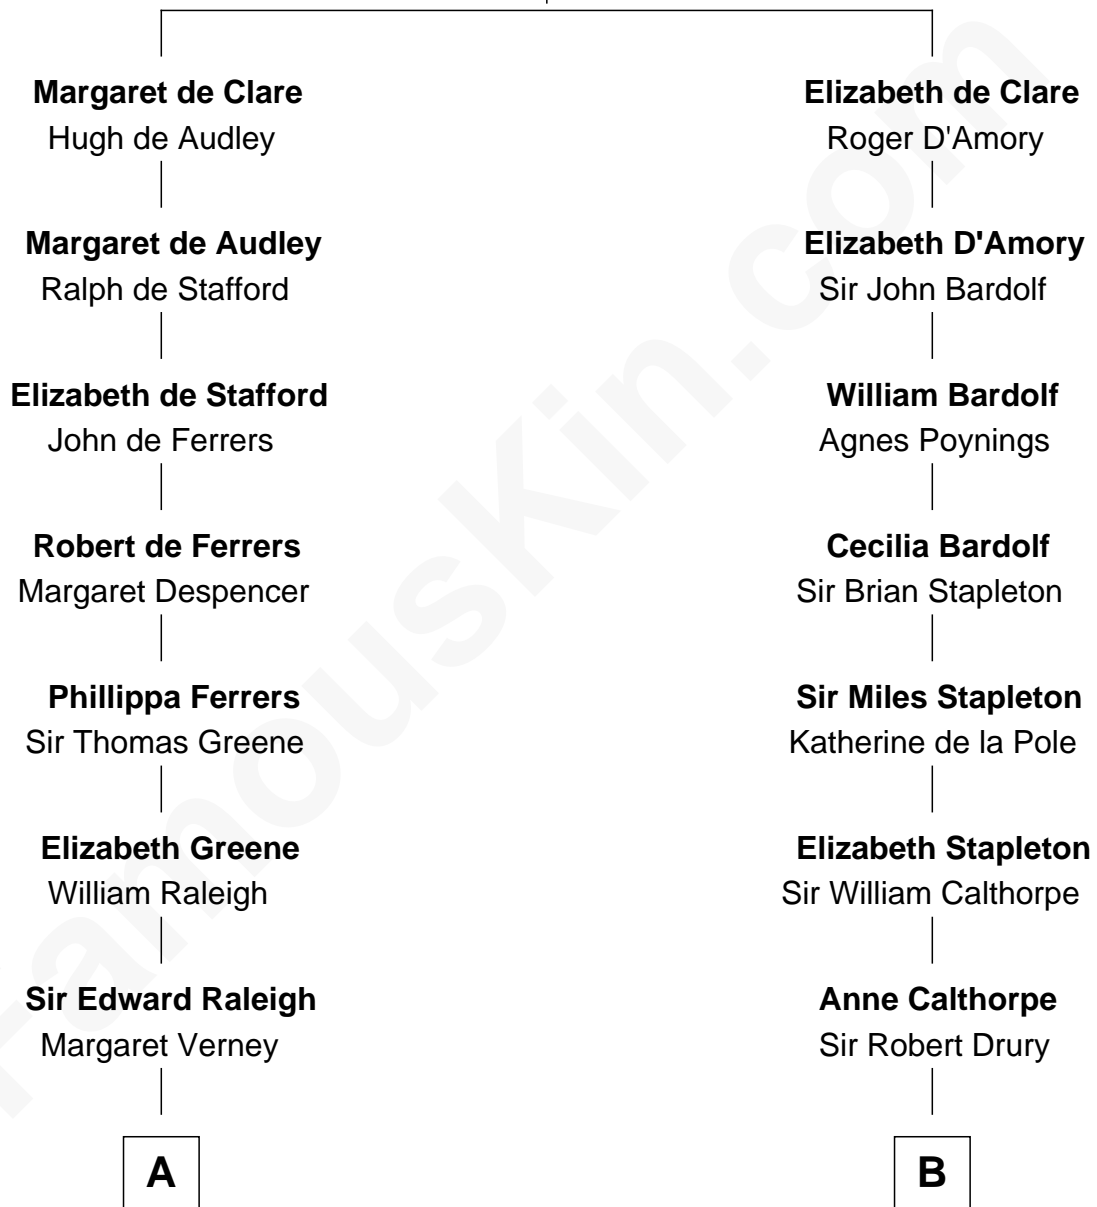 Margaret de Clare
Hugh de Audley
Margaret de Audley
Ralph de Stafford
Elizabeth de Stafford
John de Ferrers
Robert de Ferrers
Margaret Despencer
Phillippa Ferrers
Sir Thomas Greene
Elizabeth Greene
William Raleigh
Sir Edward Raleigh
Margaret Verney
A
Elizabeth de Clare
Roger D'Amory
Elizabeth D'Amory
Sir John Bardolf
William Bardolf
Agnes Poynings
Cecilia Bardolf
Sir Brian Stapleton
Sir Miles Stapleton
Katherine de la Pole
Elizabeth Stapleton
Sir William Calthorpe
Anne Calthorpe
Sir Robert Drury
B
FamousKin.com